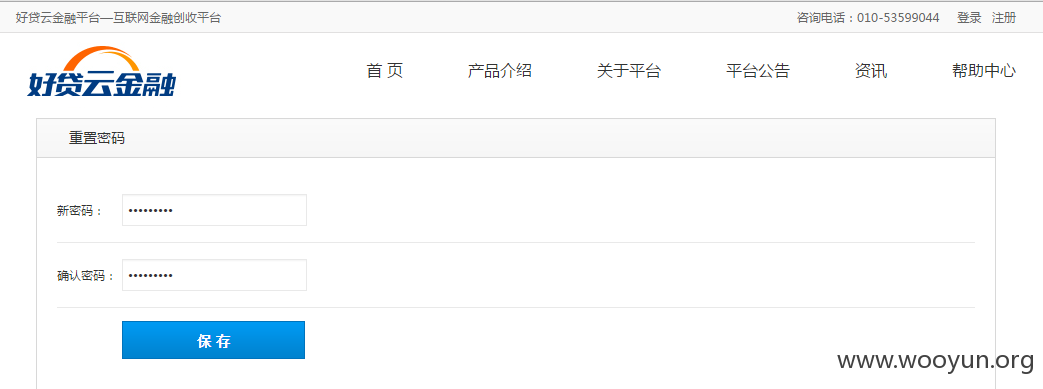 好贷云金融平台—互联网金融创收平台 咨询电话：010-53599044 登录 注册
好贷云金融 首 页 产品介绍 关于平台 平台公告 资讯 帮助中心
重置密码
新密码： •••••••••
确认密码： •••••••••
保 存
www.wooyun.org